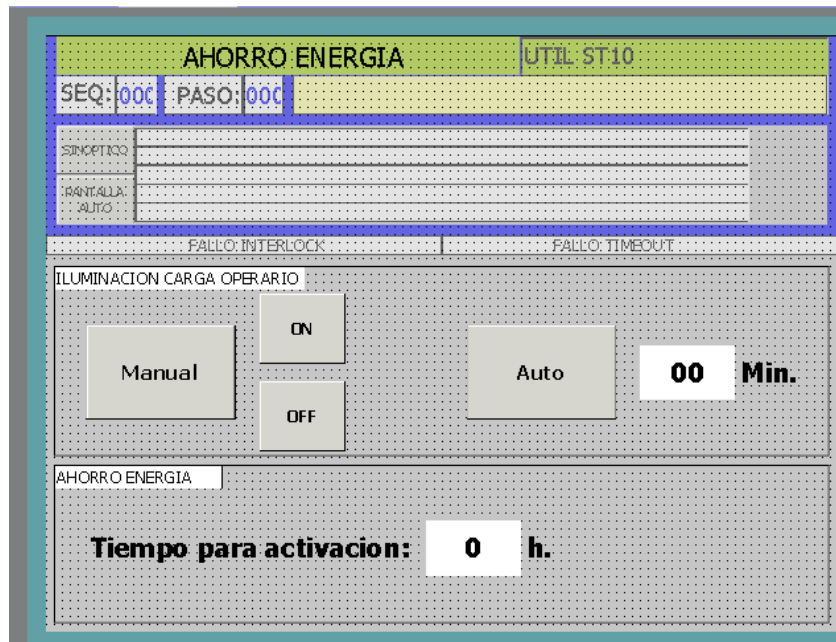 AHORRO ENERGIA UTIL ST10
SEQ: 000 PASO: 000
SINOPTICO
PANTALLA
AUTO
FALLO: INTERLOCK FALLO: TIMEOUT
ILUMINACION CARGA OPERARIO
ON
Manual Auto 00 Min.
OFF
AHORRO ENERGIA
Tiempo para activacion: 0 h.